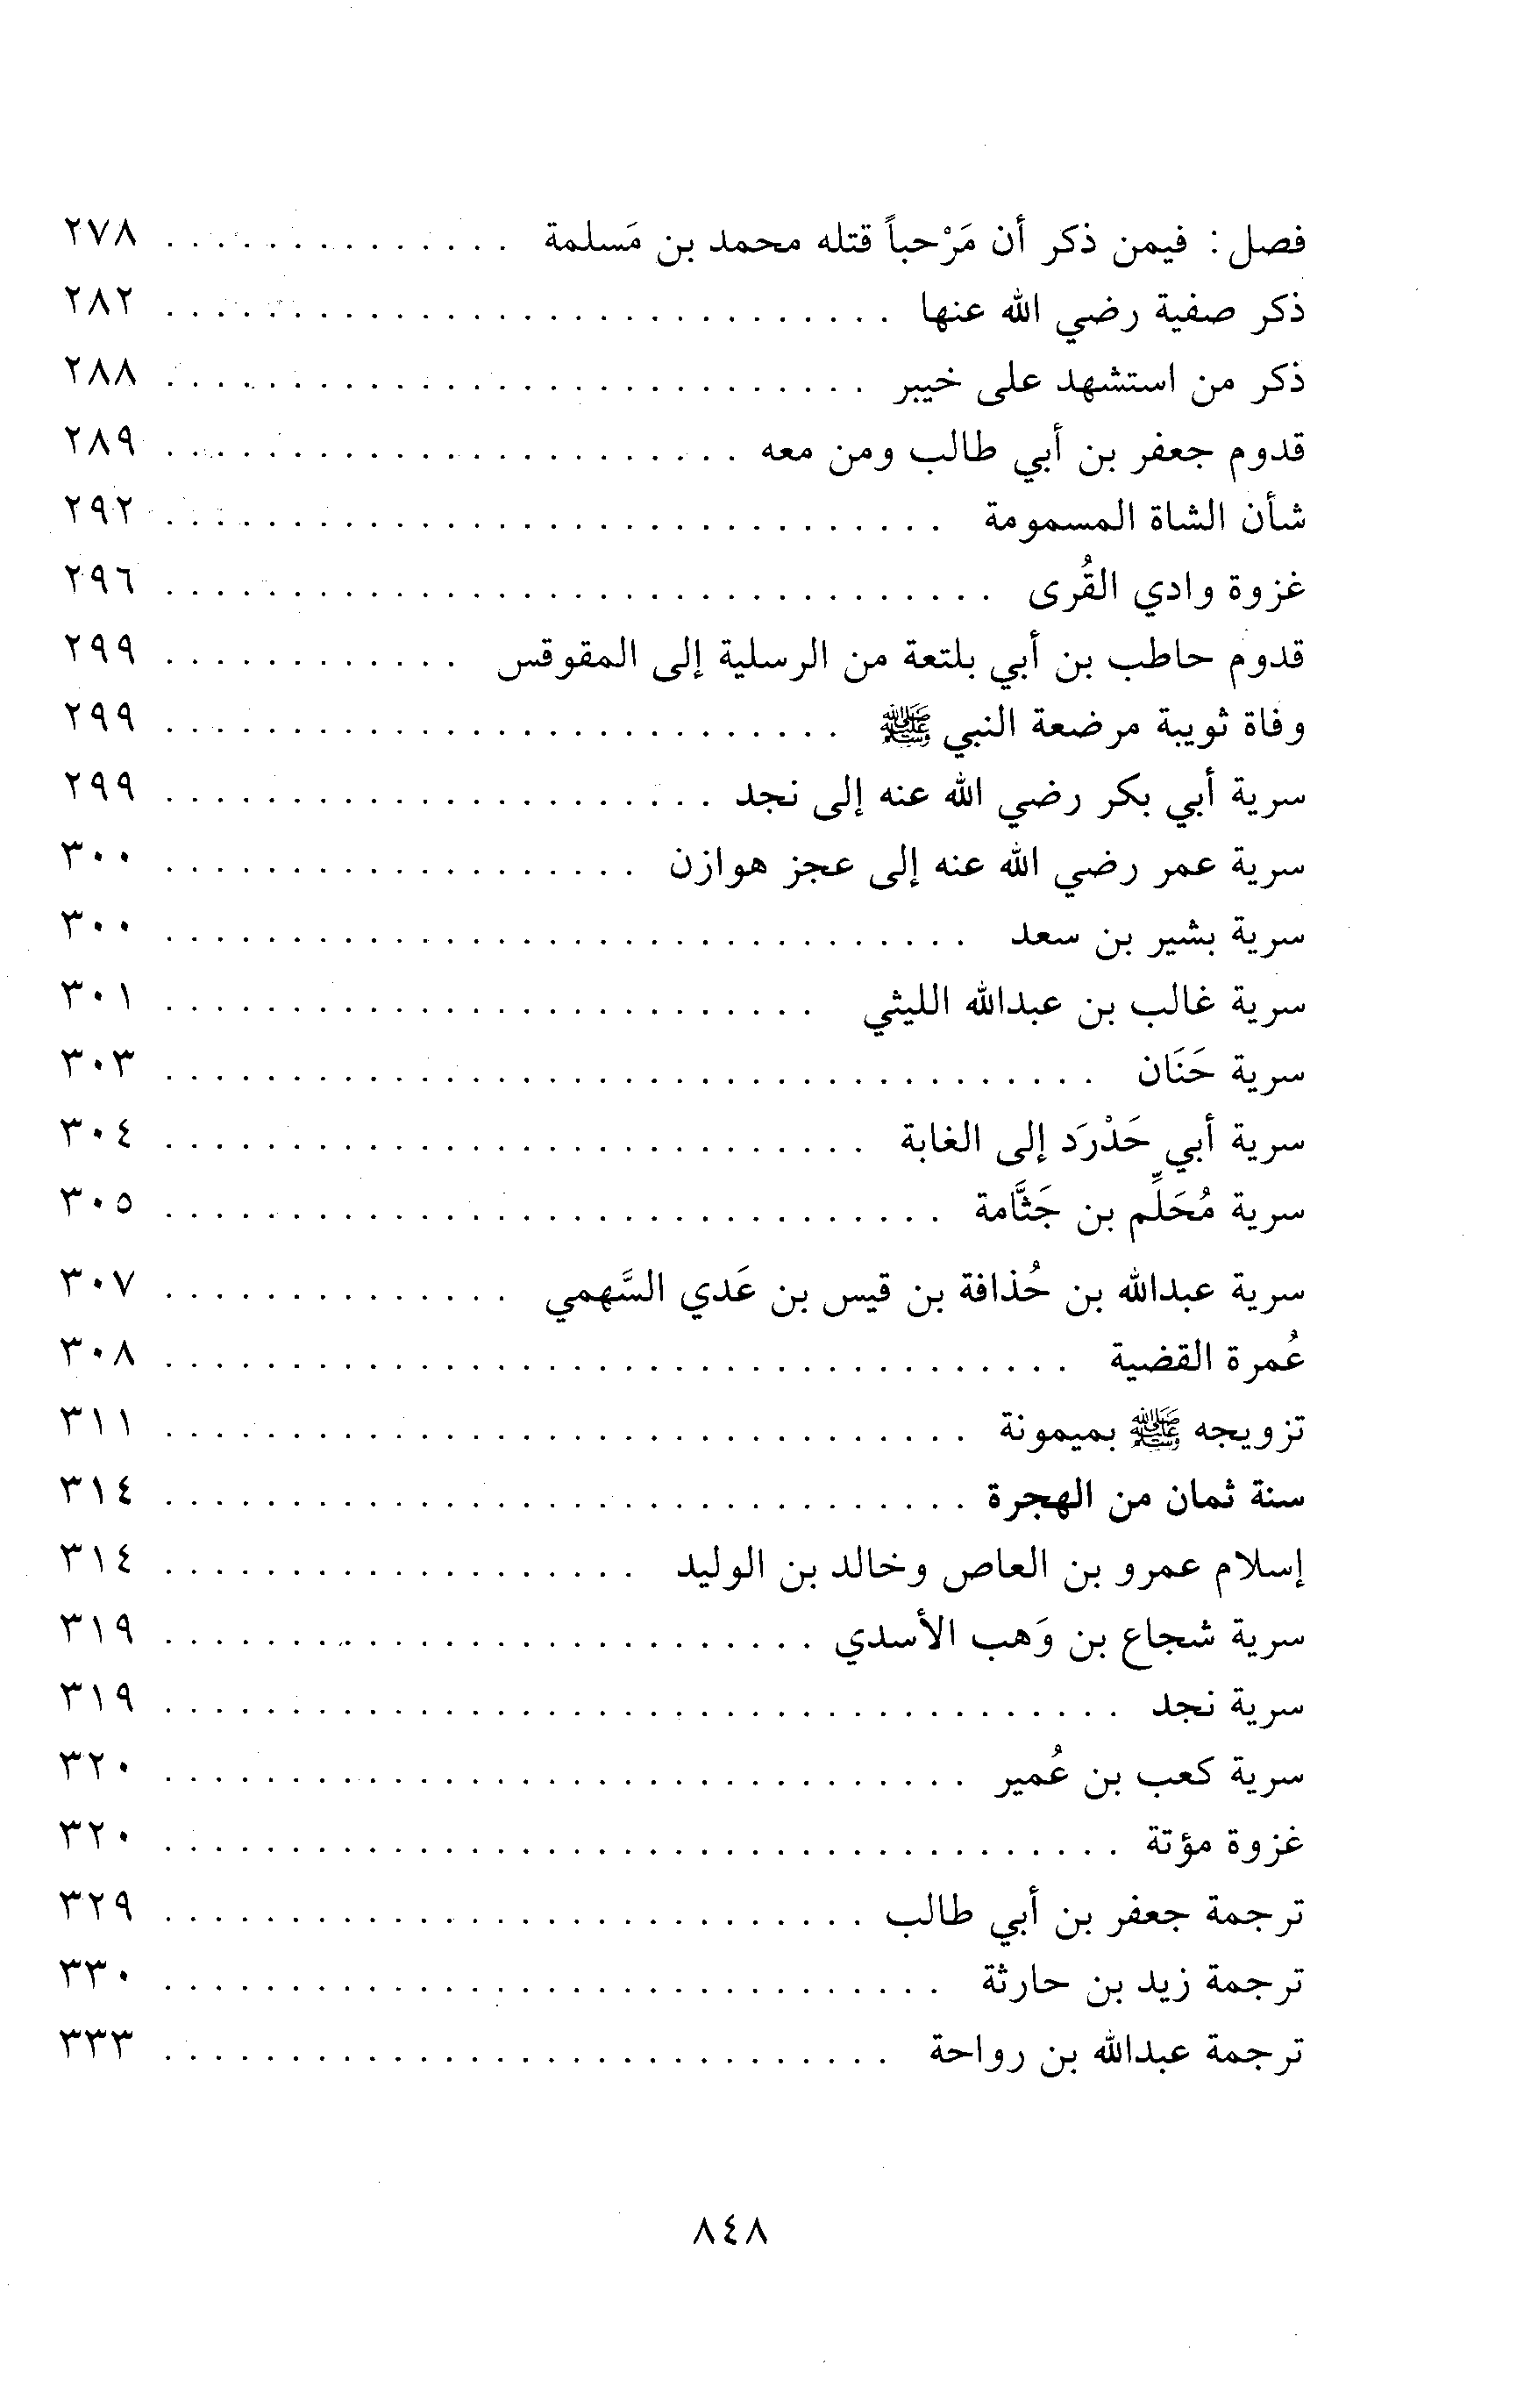 فصل : فيمن ذكر أن مَرْحباً قتله محمد بن مَسلمة . . . . . . . . . . . . . . ٢٧٨
ذكر صفية رضي الله عنها . . . . . . . . . . . . . . ٢٨٢
ذكر من استشهد على خيبر . . . . . . . . . . . . . . ٢٨٨
قدوم جعفر بن أبي طالب ومن معه . . . . . . . . . . . . . . ٢٨٩
شأن الشاة المسمومة . . . . . . . . . . . . . . ٢٩٢
غزوة وادي القُرى . . . . . . . . . . . . . . ٢٩٦
قدوم حاطب بن أبي بلتعة من الرسلية إلى المقوقس . . . . . . . . . . . . ٢٩٩
وفاة ثويبة مرضعة النبي ﷺ . . . . . . . . . . . . . . ٢٩٩
سرية أبي بكر رضي الله عنه إلى نجد . . . . . . . . . . . . . . ٢٩٩
سرية عمر رضي الله عنه إلى عجز هوازن . . . . . . . . . . . . . . ٣٠٠
سرية بشير بن سعد . . . . . . . . . . . . . . ٣٠٠
سرية غالب بن عبدالله الليثي . . . . . . . . . . . . . . ٣٠١
سرية حَنَان . . . . . . . . . . . . . . ٣٠٣
سرية أبي حَدْرَد إلى الغابة . . . . . . . . . . . . . . ٣٠٤
سرية مُحَلِّم بن جَثَّامة . . . . . . . . . . . . . . ٣٠٥
سرية عبدالله بن حُذافة بن قيس بن عَدي السَّهمي . . . . . . . . . . . . . . ٣٠٧
عُمرة القضية . . . . . . . . . . . . . . ٣٠٨
تزويجه ﷺ بميمونة . . . . . . . . . . . . . . ٣١١
سنة ثمان من الهجرة . . . . . . . . . . . . . . ٣١٤
إسلام عمرو بن العاص وخالد بن الوليد . . . . . . . . . . . . . . ٣١٤
سرية شجاع بن وَهب الأسدي . . . . . . . . . . . . . . ٣١٩
سرية نجد . . . . . . . . . . . . . . ٣١٩
سرية كعب بن عُمير . . . . . . . . . . . . . . ٣٢٠
غزوة مؤتة . . . . . . . . . . . . . . ٣٢٠
ترجمة جعفر بن أبي طالب . . . . . . . . . . . . . . ٣٢٩
ترجمة زيد بن حارثة . . . . . . . . . . . . . . ٣٣٠
ترجمة عبدالله بن رواحة . . . . . . . . . . . . . . ٣٣٣
٨٤٨